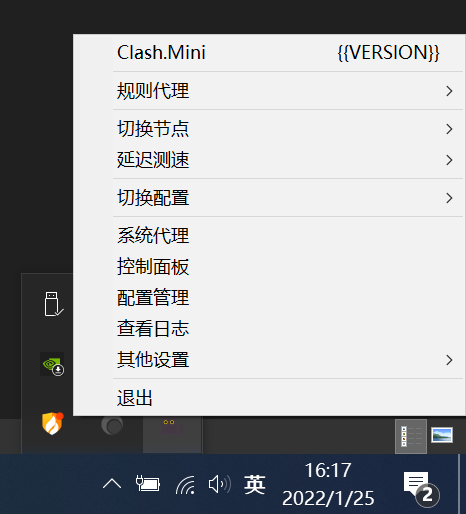 Clash.Mini {{VERSION}}
规则代理
切换节点
延迟测速
切换配置
系统代理
控制面板
配置管理
查看日志
其他设置
退出
英
16:17
2022/1/25
2